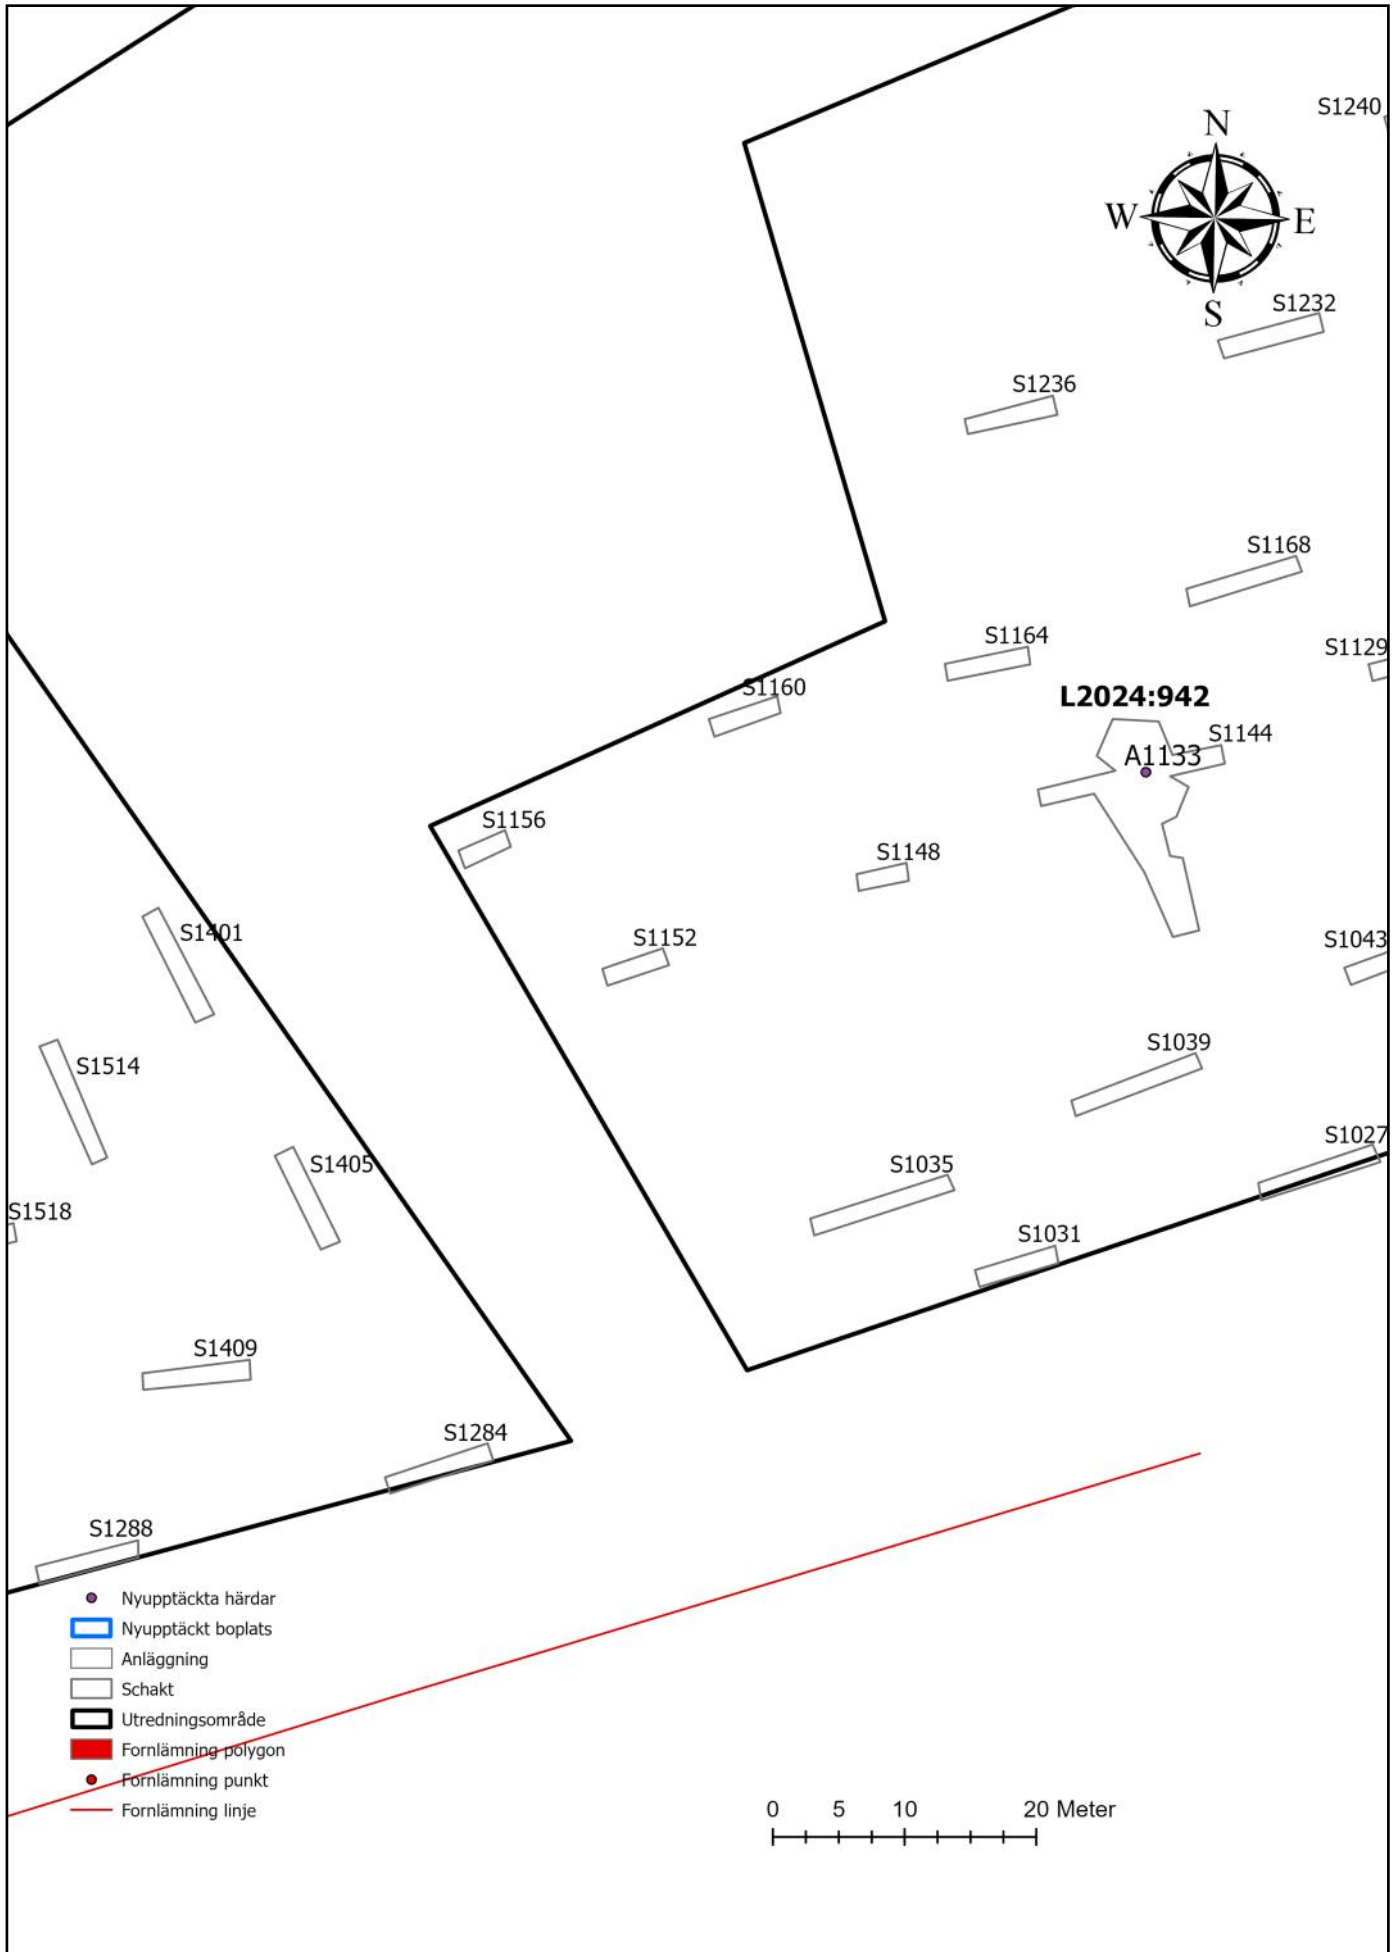 S1240
N
W
E
S
S1232
S1236
S1168
S1164
S1129
S1160
L2024:942
S1144
A1133
S1156
S1148
S1401
S1152
S1043
S1514
S1039
S1405
S1035
S1027
S1518
S1031
S1409
S1284
S1288
Nyupptäckta härdar
Nyupptäckt boplats
Anläggning
Schakt
Utredningsområde
Fornlämning polygon
Fornlämning punkt
Fornlämning linje
0 5 10 20 Meter